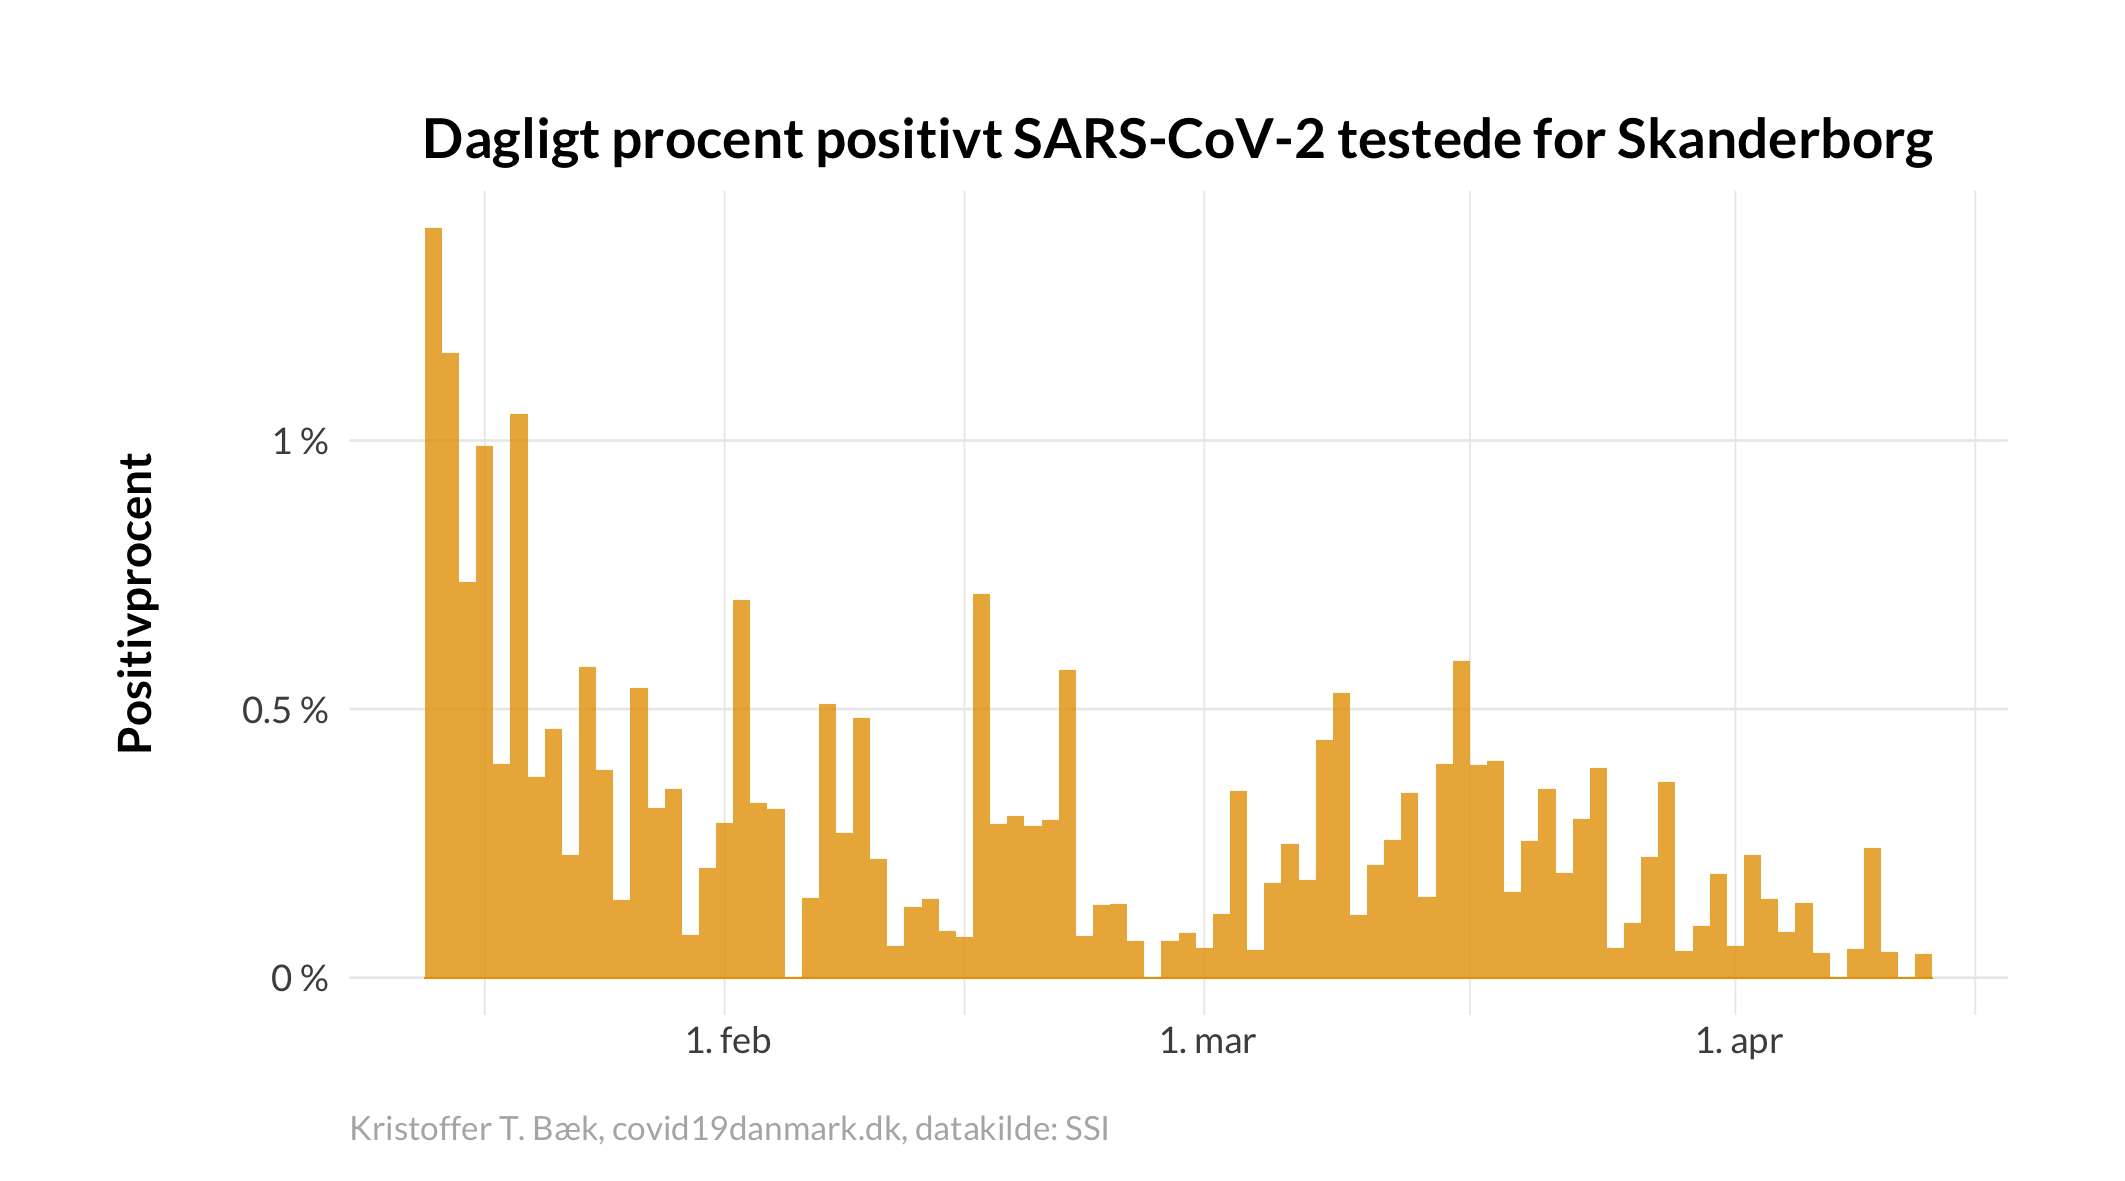 Dagligt procent positivt SARS-CoV-2 testede for Skanderborg
Positivprocent
1 %
0.5 %
0 %
1. feb
1. mar
1. apr
Kristoffer T. Bæk, covid19danmark.dk, datakilde: SSI